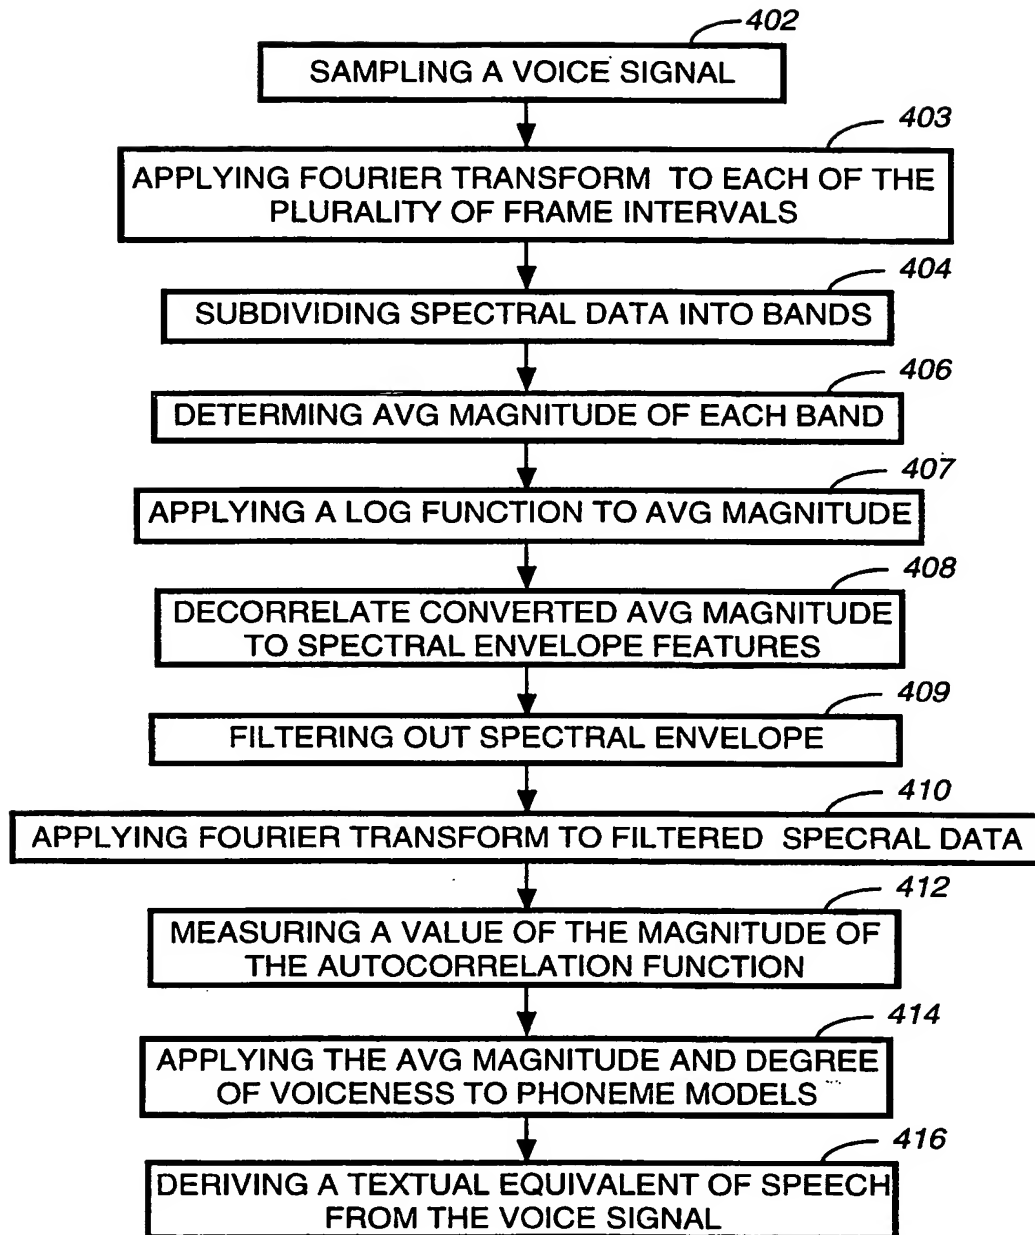 402
SAMPLING A VOICE SIGNAL
403
APPLYING FOURIER TRANSFORM TO EACH OF THE
PLURALITY OF FRAME INTERVALS
404
SUBDIVIDING SPECTRAL DATA INTO BANDS
406
DETERMING AVG MAGNITUDE OF EACH BAND
407
APPLYING A LOG FUNCTION TO AVG MAGNITUDE
408
DECORRELATE CONVERTED AVG MAGNITUDE
TO SPECTRAL ENVELOPE FEATURES
409
FILTERING OUT SPECTRAL ENVELOPE
410
APPLYING FOURIER TRANSFORM TO FILTERED SPECRAL DATA
412
MEASURING A VALUE OF THE MAGNITUDE OF
THE AUTOCORRELATION FUNCTION
414
APPLYING THE AVG MAGNITUDE AND DEGREE
OF VOICENESS TO PHONEME MODELS
416
DERIVING A TEXTUAL EQUIVALENT OF SPEECH
FROM THE VOICE SIGNAL